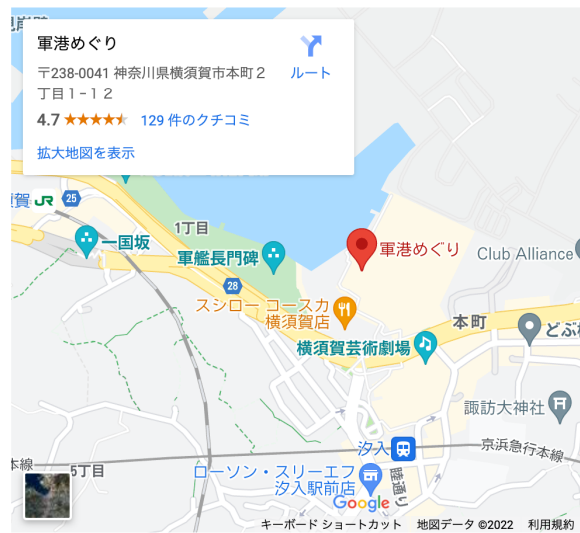 軍港めぐり
〒238-0041 神奈川県横須賀市本町２
丁目１−１２
ルート
4.7
129 件のクチコミ
拡大地図を表示
JR
25
一国坂
1丁目
軍艦長門碑
28
軍港めぐり
Club Alliance
スシロー コースカ
横須賀店
本町
横須賀芸術劇場
どぶ
諏訪大神社
汐入
京浜急行本線
本線
5丁目
ローソン・スリーエフ
汐入駅前店
睦通り
Google
キーボード ショートカット
地図データ ©2022
利用規約